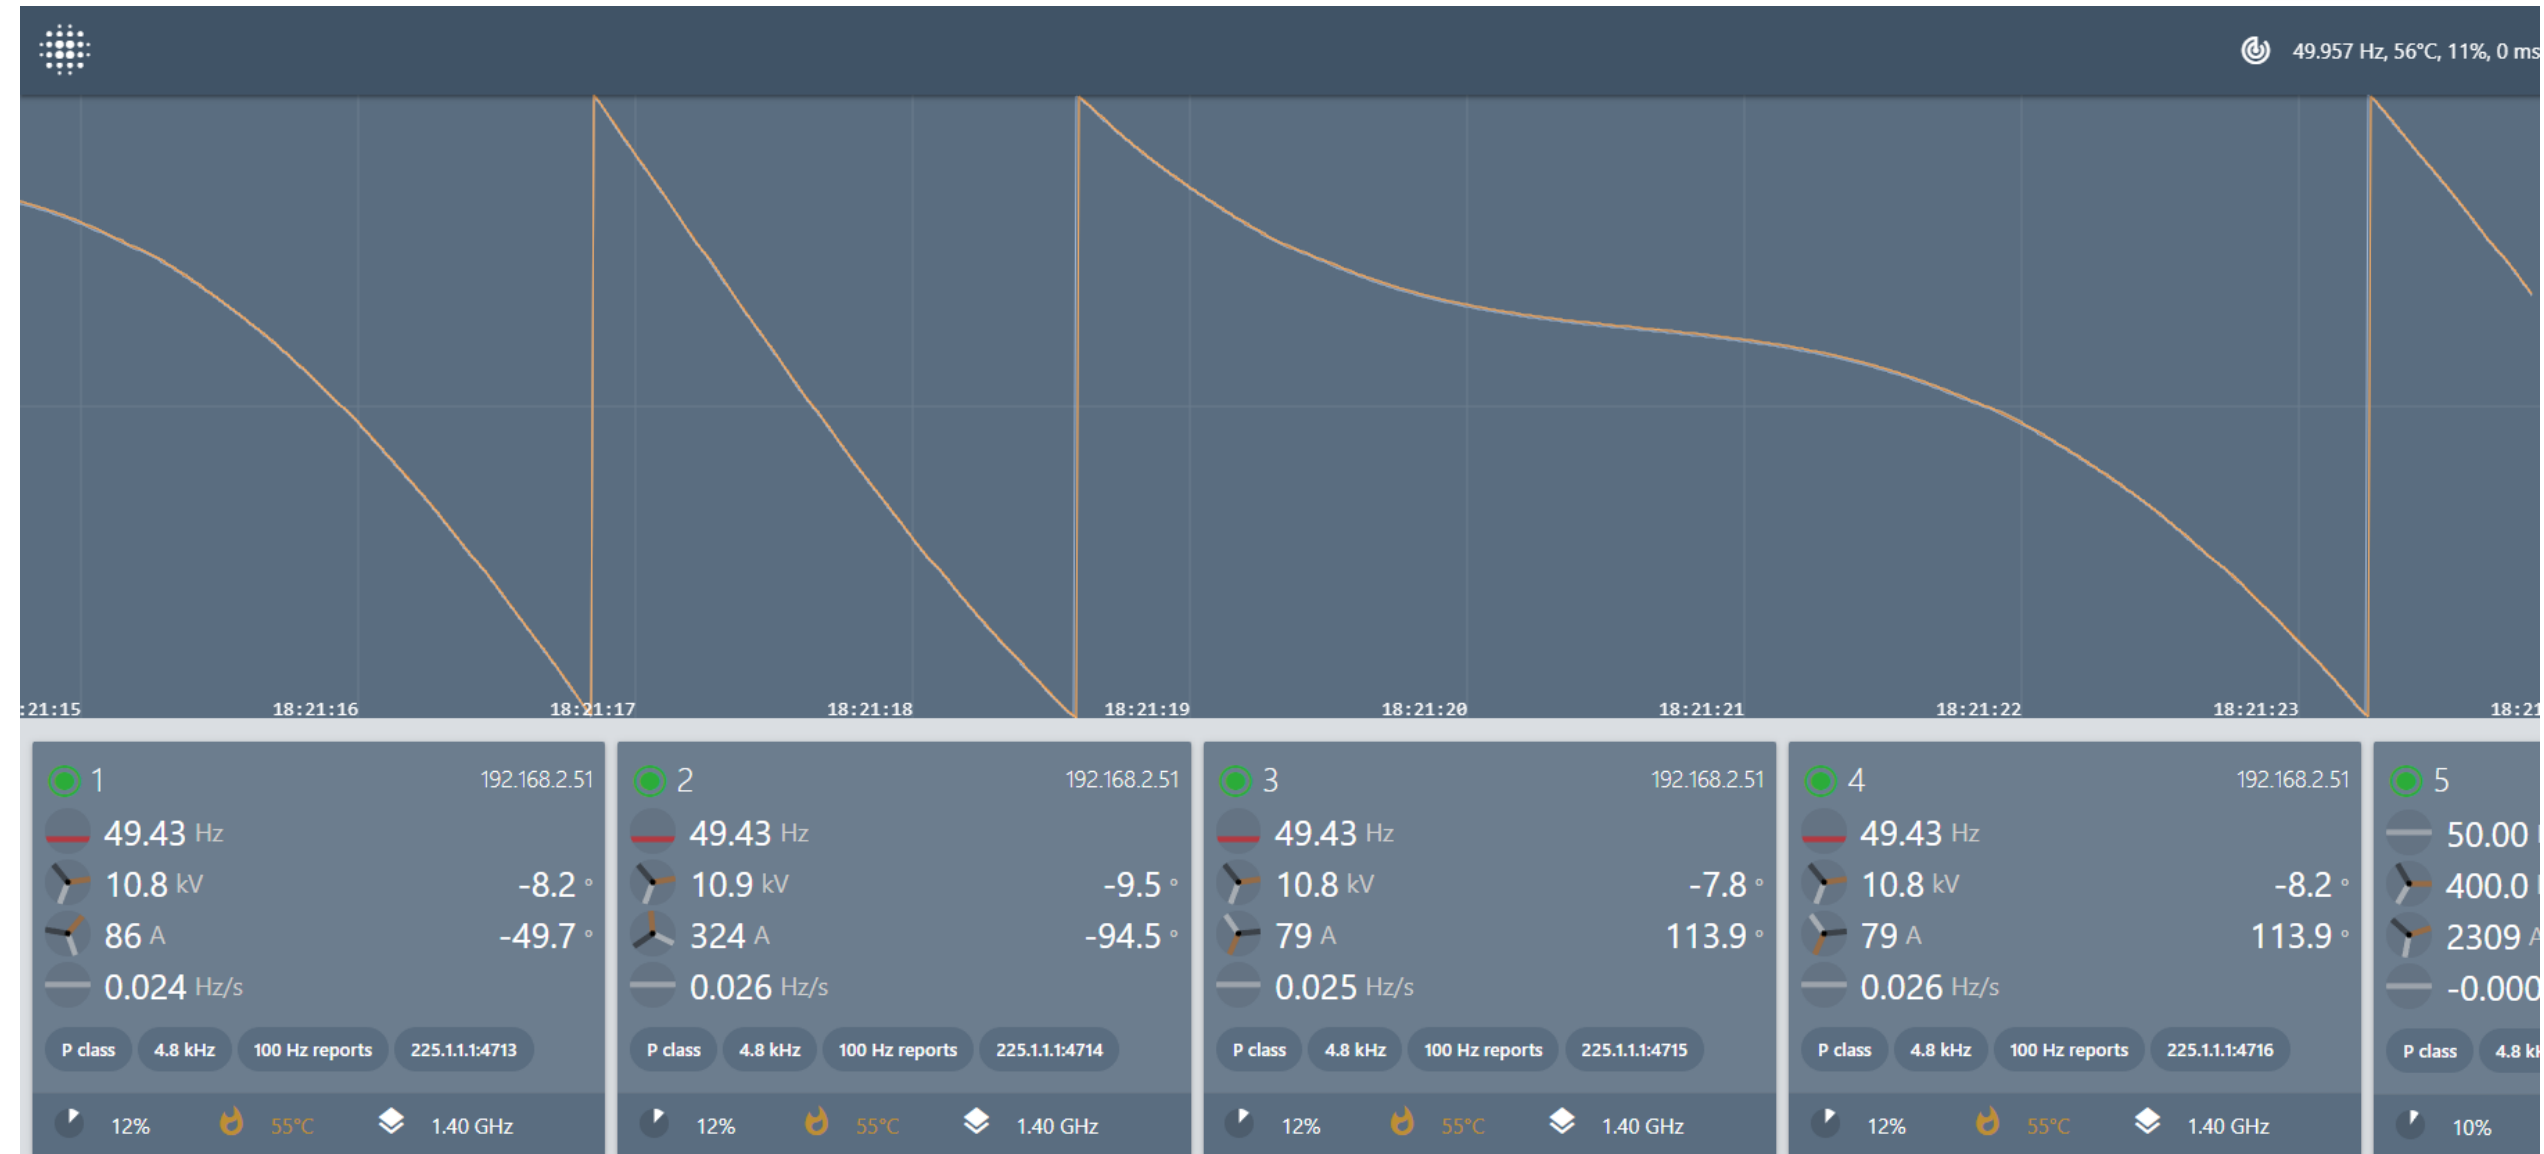 49.957 Hz, 56°C, 11%, 0 ms
:21:15 18:21:16 18:21:17 18:21:18 18:21:19 18:21:20 18:21:21 18:21:22 18:21:23 18:21
1 192.168.2.51
49.43 Hz
10.8 kV -8.2 °
86 A -49.7 °
0.024 Hz/s
P class 4.8 kHz 100 Hz reports 225.1.1.1:4713
12% 55°C 1.40 GHz
2 192.168.2.51
49.43 Hz
10.9 kV -9.5 °
324 A -94.5 °
0.026 Hz/s
P class 4.8 kHz 100 Hz reports 225.1.1.1:4714
12% 55°C 1.40 GHz
3 192.168.2.51
49.43 Hz
10.8 kV -7.8 °
79 A 113.9 °
0.025 Hz/s
P class 4.8 kHz 100 Hz reports 225.1.1.1:4715
12% 55°C 1.40 GHz
4 192.168.2.51
49.43 Hz
10.8 kV -8.2 °
79 A 113.9 °
0.026 Hz/s
P class 4.8 kHz 100 Hz reports 225.1.1.1:4716
12% 55°C 1.40 GHz
5
50.00
400.0
2309 A
-0.000
P class 4.8 kH
10%